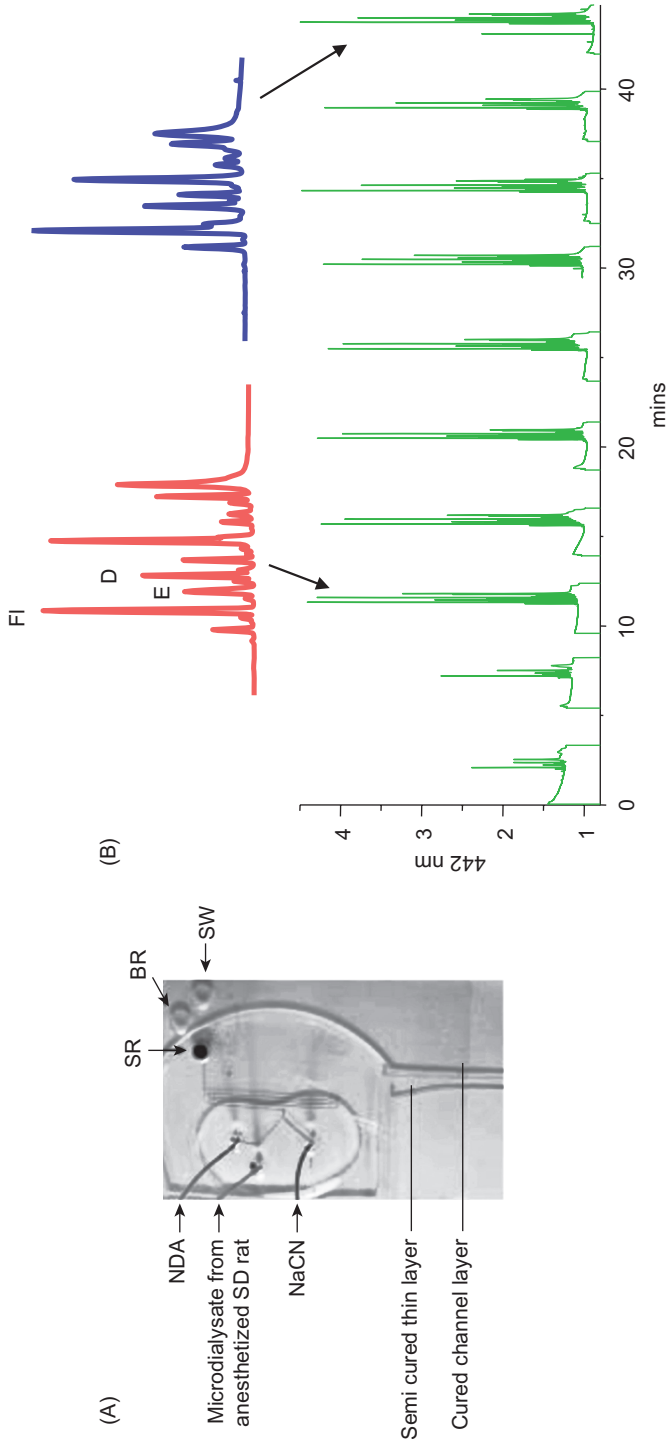 (A)
NDA
Microdialysate from
anesthetized SD rat
NaCN
Semi cured thin layer
Cured channel layer
SR
BR
SW
(B)
FI
D
E
442 nm
4
3
2
1
0
10
20
30
40
mins